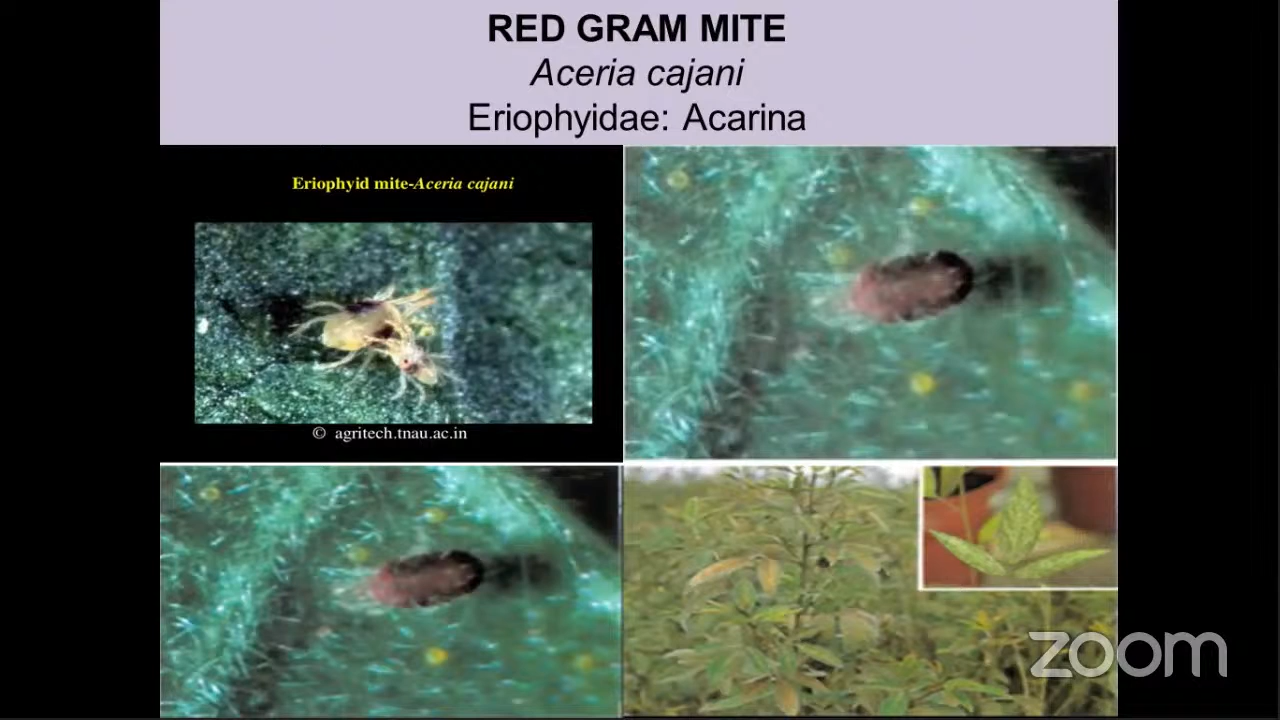 RED GRAM MITE
Aceria cajani
Eriophyidae: Acarina
Eriophyid mite-Aceria cajani
© agritech.tnau.ac.in
zoom